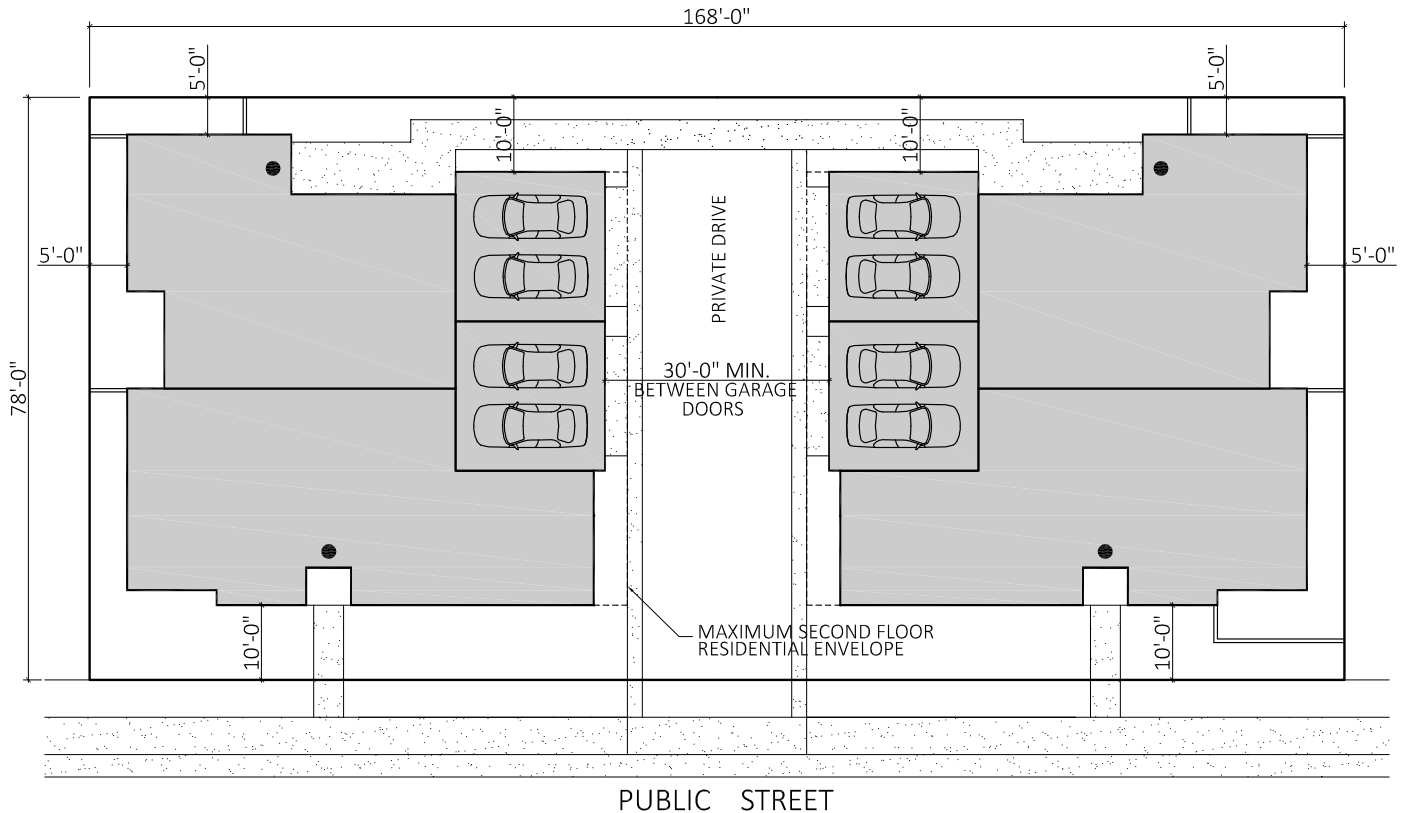 168'-0"
5'-0"
5'-0"
10'-0"
10'-0"
PRIVATE DRIVE
5'-0"
5'-0"
78'-0"
30'-0" MIN.
BETWEEN GARAGE
DOORS
10'-0"
10'-0"
MAXIMUM SECOND FLOOR
RESIDENTIAL ENVELOPE
PUBLIC STREET